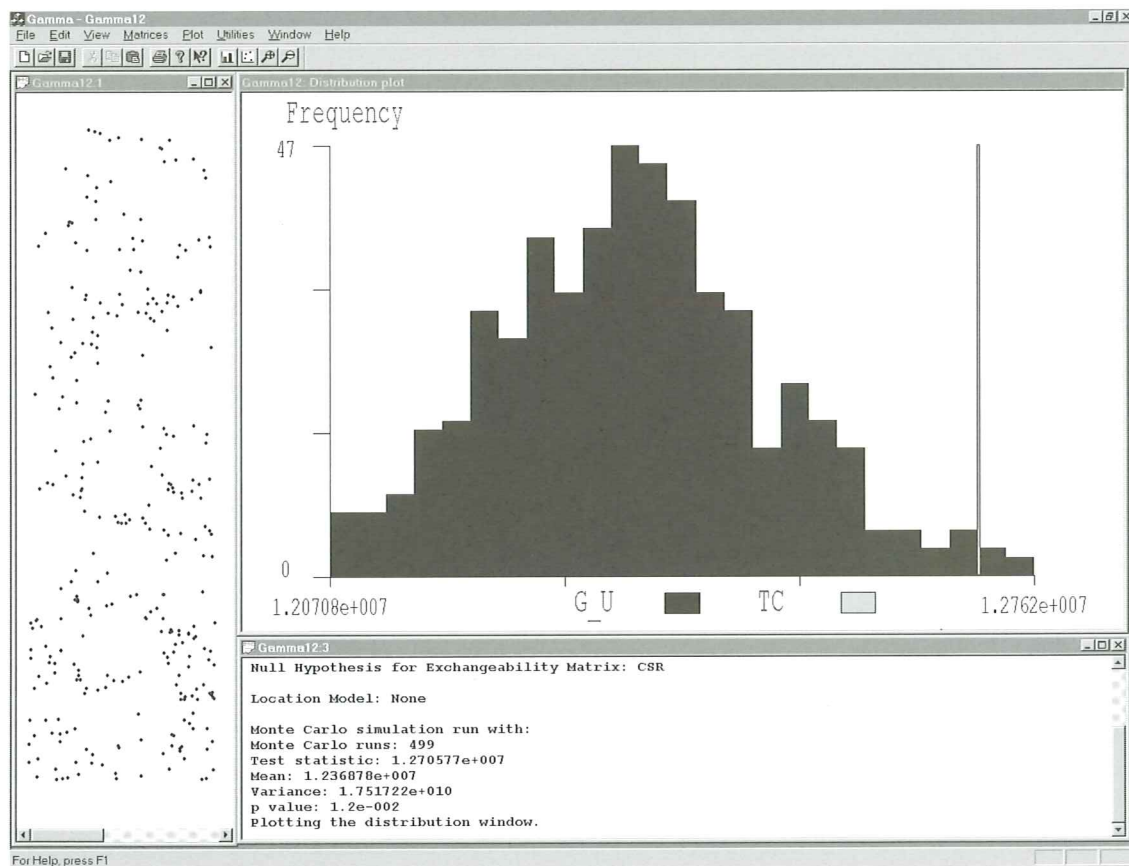 Gamma - Gamma12
File Edit View Matrices Plot Utilities Window Help
Gamma12:1
Gamma12: Distribution plot
Frequency
47
0
1.20708e+007
G_U
TC
1.2762e+007
Gamma12:3
Null Hypothesis for Exchangeability Matrix: CSR
Location Model: None
Monte Carlo simulation run with:
Monte Carlo runs: 499
Test statistic: 1.270577e+007
Mean: 1.236878e+007
Variance: 1.751722e+010
p value: 1.2e-002
Plotting the distribution window.
For Help, press F1